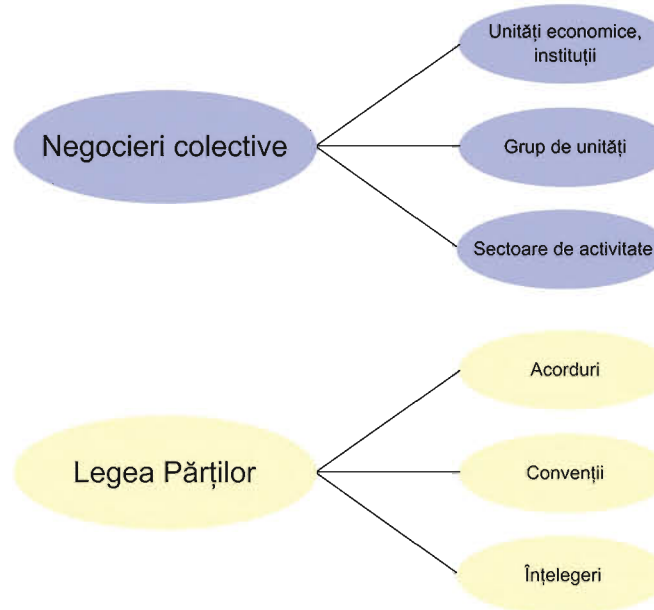 Negocieri colective
Unități economice,
instituții
Grup de unități
Sectoare de activitate
Legea Părților
Acorduri
Convenții
Înțelegeri